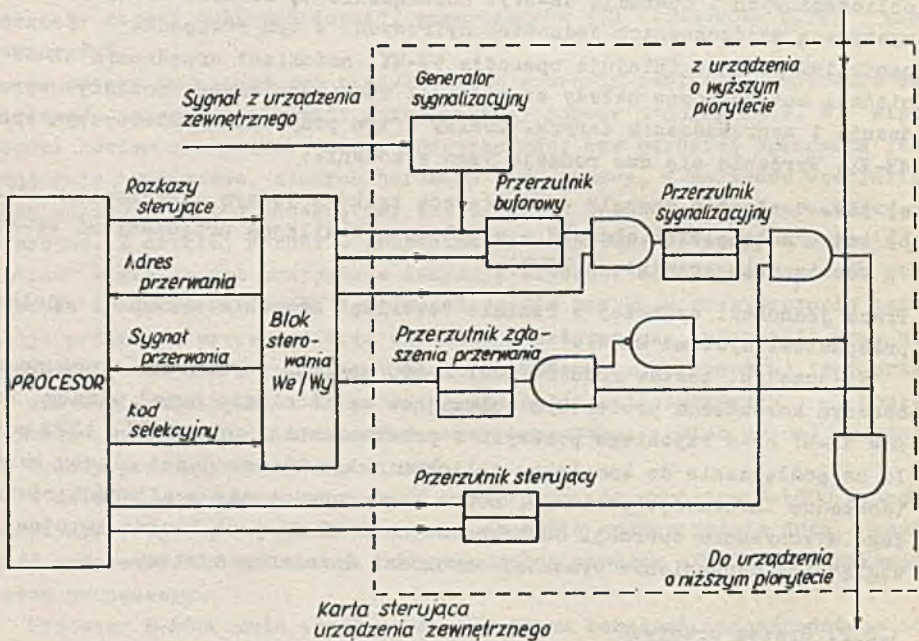 Sygnał z urządzenia
zewnętrznego
Generator
sygnalizacyjny
z urządzenia
o wyższym
piorytecie
Rozkazy
sterujące
Przerzutnik
buforowy
Przerzutnik
sygnalizacyjny
Adres
przerwania
Sygnał
przerwania
Blok
stero-
wania
We/Wy
Przerzutnik zgło-
szenia przerwania
PROCESOR
Kod
selekcyjny
Przerzutnik sterujący
Do urządzenia
o niższym piorytecie
Karta sterująca
urządzenia zewnętrznego